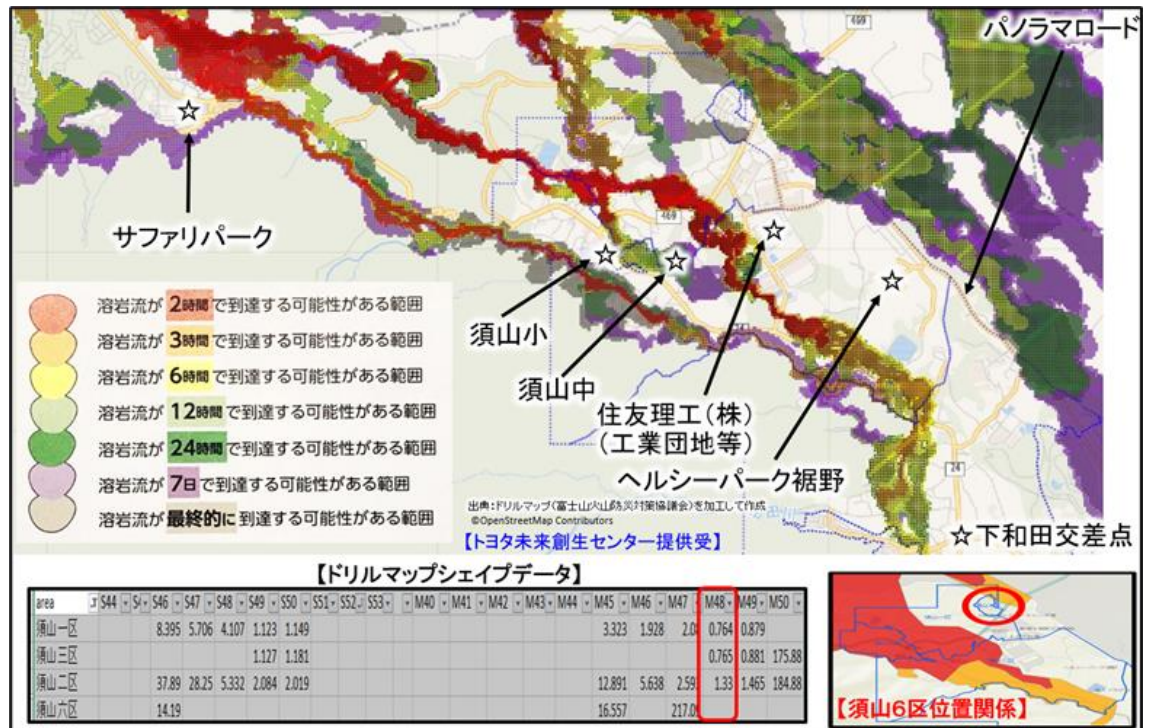 パノラマロード
469
469
24
24
サファリパーク
須山小
須山中
住友理工(株)
(工業団地等)
ヘルシーパーク裾野
☆下和田交差点
溶岩流が 2時間で到達する可能性がある範囲
溶岩流が 3時間で到達する可能性がある範囲
溶岩流が 6時間で到達する可能性がある範囲
溶岩流が 12時間で到達する可能性がある範囲
溶岩流が 24時間で到達する可能性がある範囲
溶岩流が 7日で到達する可能性がある範囲
溶岩流が 最終的に到達する可能性がある範囲
出典:ドリルマップ(富士山火山防災対策協議会)を加工して作成
©OpenStreetMap Contributors
【トヨタ未来創生センター提供受】
【ドリルマップシェイプデータ】
area S44 S4 S46 S47 S48 S49 S50 S51 S52 S53 M40 M41 M42 M43 M44 M45 M46 M47 M48 M49 M50
須山一区 8.395 5.706 4.107 1.123 1.149 3.323 1.928 2.0 0.764 0.879
須山三区 1.127 1.181 0.765 0.881 175.88
須山二区 37.89 28.25 5.332 2.084 2.019 12.891 5.638 2.59 1.33 1.465 184.88
須山六区 14.19 16.557 217.0
【須山6区位置関係】